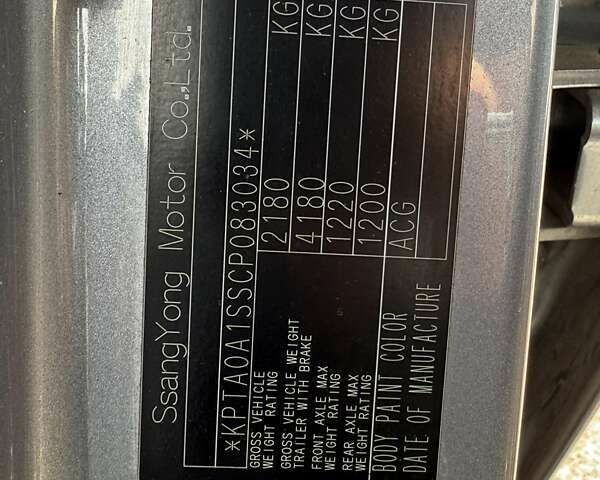 SsangYong Motor Co.,Ltd.
*KPTA0A1SSCP083034*
GROSS VEHICLE
WEIGHT RATING 2180 KG
GROSS VEHICLE WEIGHT
TRAILER WITH BRAKE 4180 KG
FRONT AXLE MAX
WEIGHT RATING 1220 KG
REAR AXLE MAX
WEIGHT RATING 1200 KG
BODY PAINT COLOR ACG
DATE OF MANUFACTURE